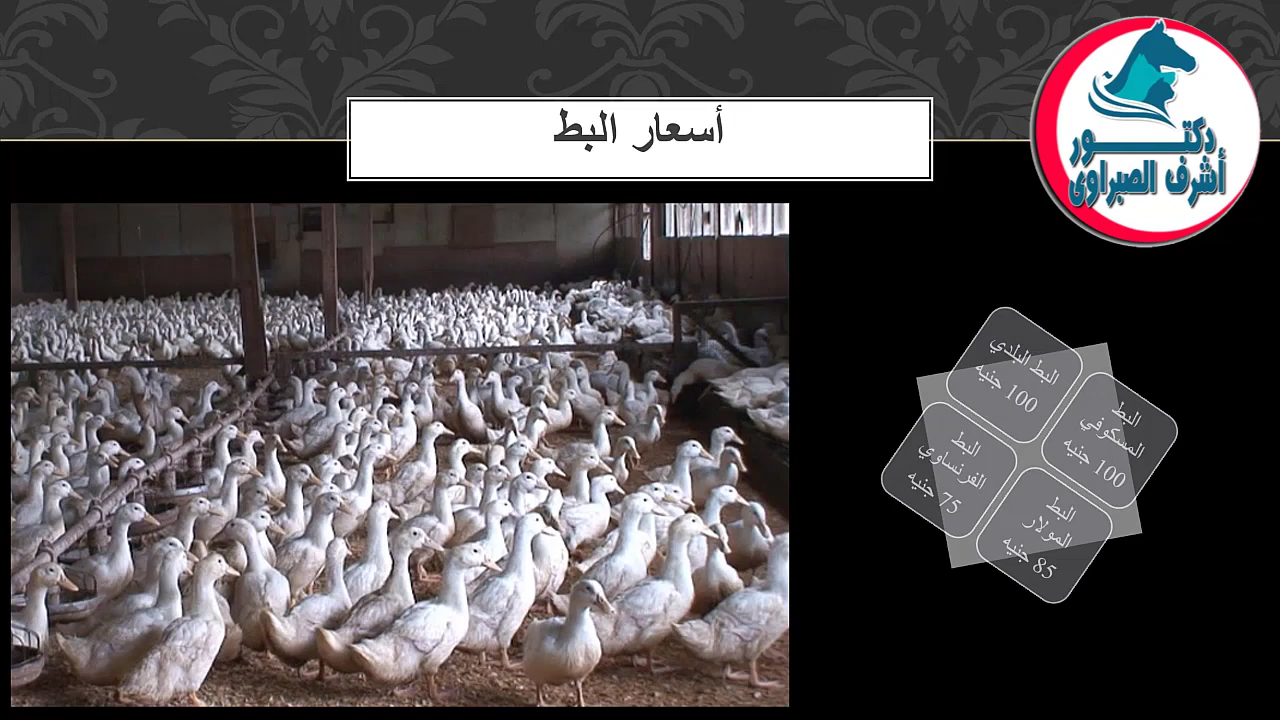 أسعار البط
دكتور
أشرف الصبراوى
البط البلدي
100 جنيه
البط
المسكوفي
100 جنيه
البط
الفرنساوي
75 جنيه
البط
المولار
85 جنيه